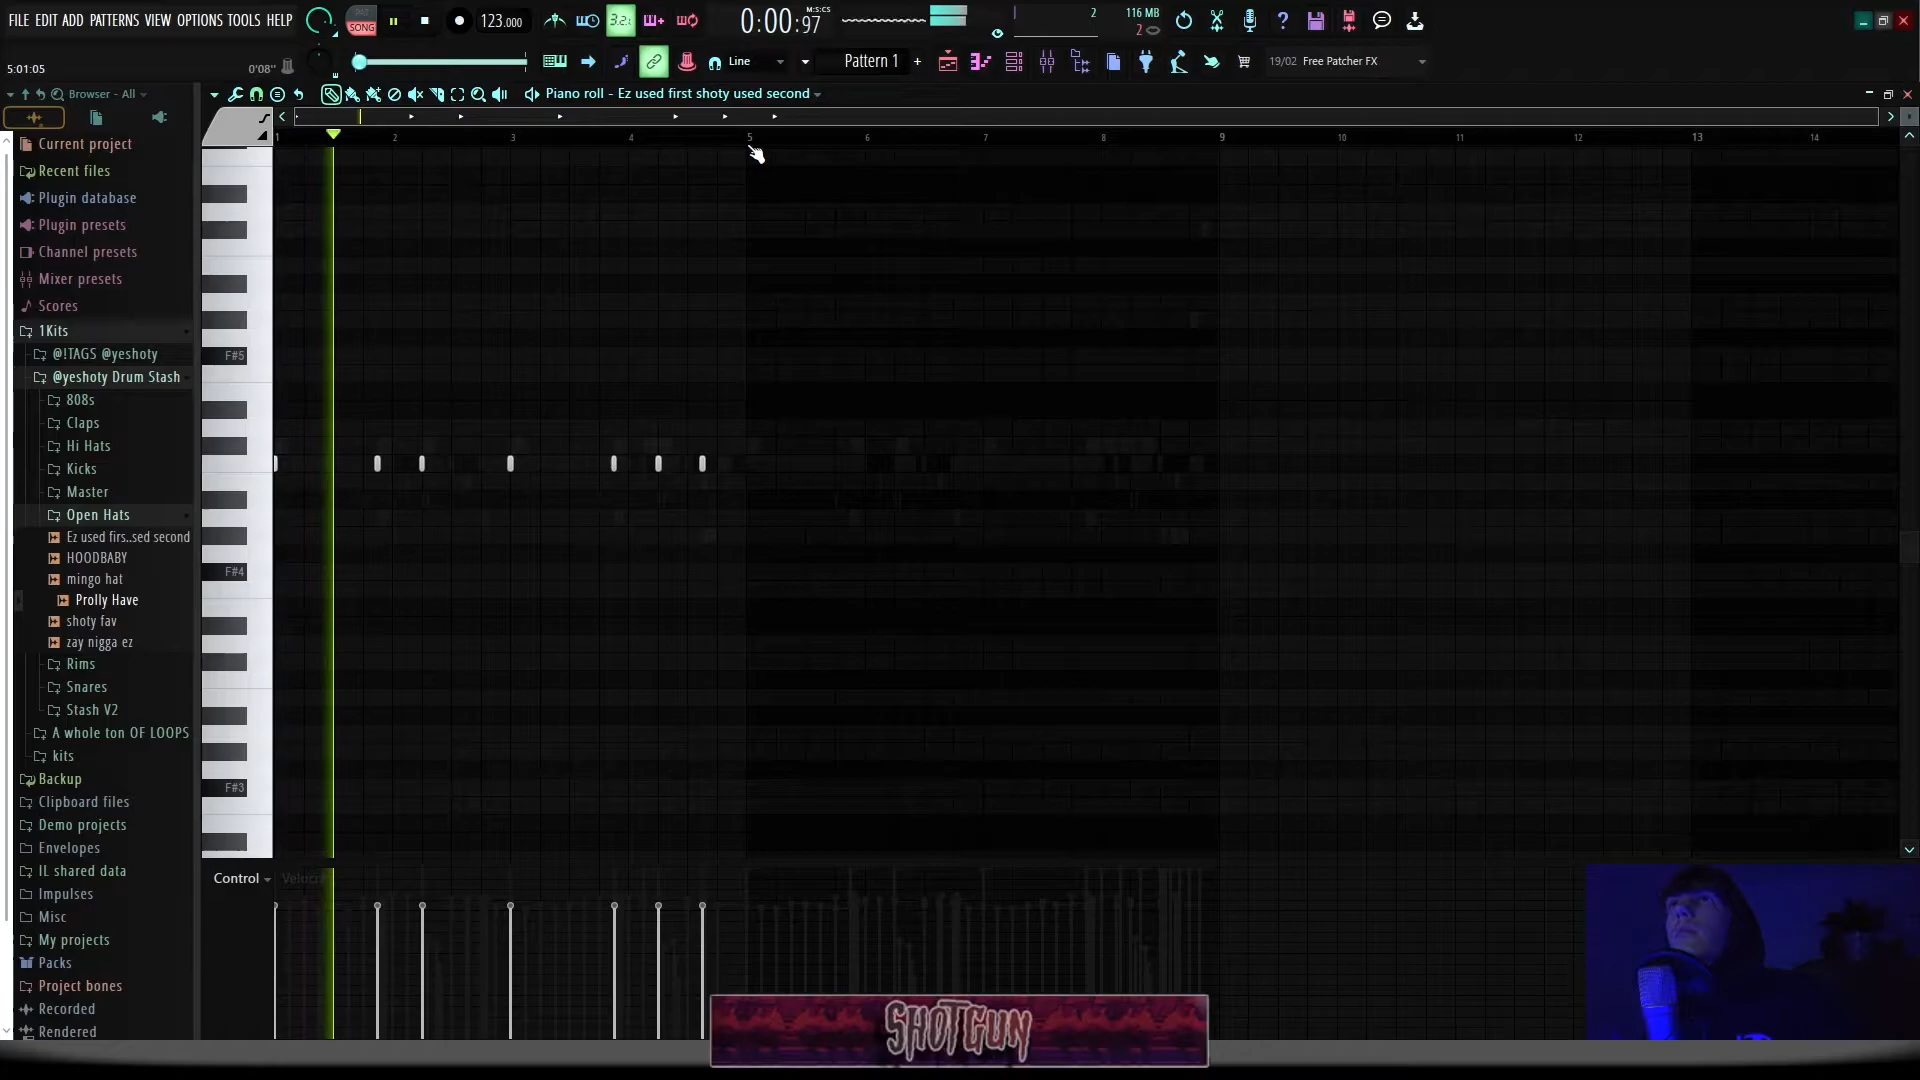 FILE EDIT ADD PATTERNS VIEW OPTIONS TOOLS HELP
PAT
SONG
123.000
3.2.
0:00:97
M:S:CS
2
116 MB
2
5:01:05
0'08"
Line
Pattern 1
19/02 Free Patcher FX
Browser - All
Piano roll - Ez used first shoty used second
1 2 3 4 5 6 7 8 9 10 11 12 13 14
Current project
Recent files
Plugin database
Plugin presets
Channel presets
Mixer presets
Scores
1Kits
@!TAGS @yeshoty
@yeshoty Drum Stash
808s
Claps
Hi Hats
Kicks
Master
Open Hats
Ez used firs..sed second
HOODBABY
mingo hat
Prolly Have
shoty fav
zay nigga ez
Rims
Snares
Stash V2
A whole ton OF LOOPS
kits
Backup
Clipboard files
Demo projects
Envelopes
IL shared data
Impulses
Misc
My projects
Packs
Project bones
Recorded
Rendered
F#5
F#4
F#3
Control
SHOTGUN